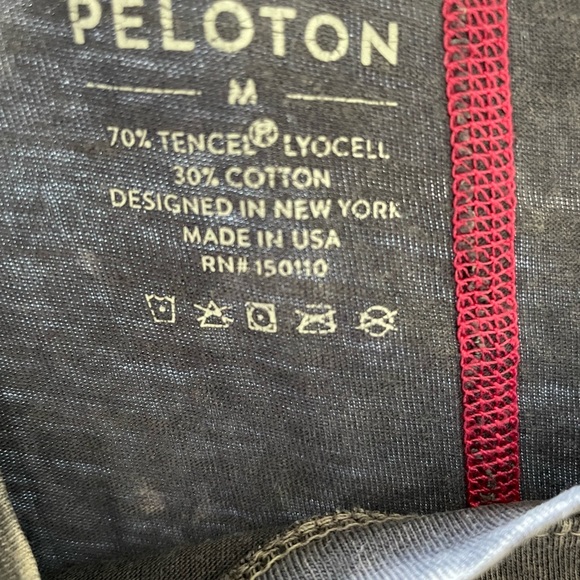 PELOTON
M
70% TENCEL® LYOCELL
30% COTTON
DESIGNED IN NEW YORK
MADE IN USA
RN# 150110